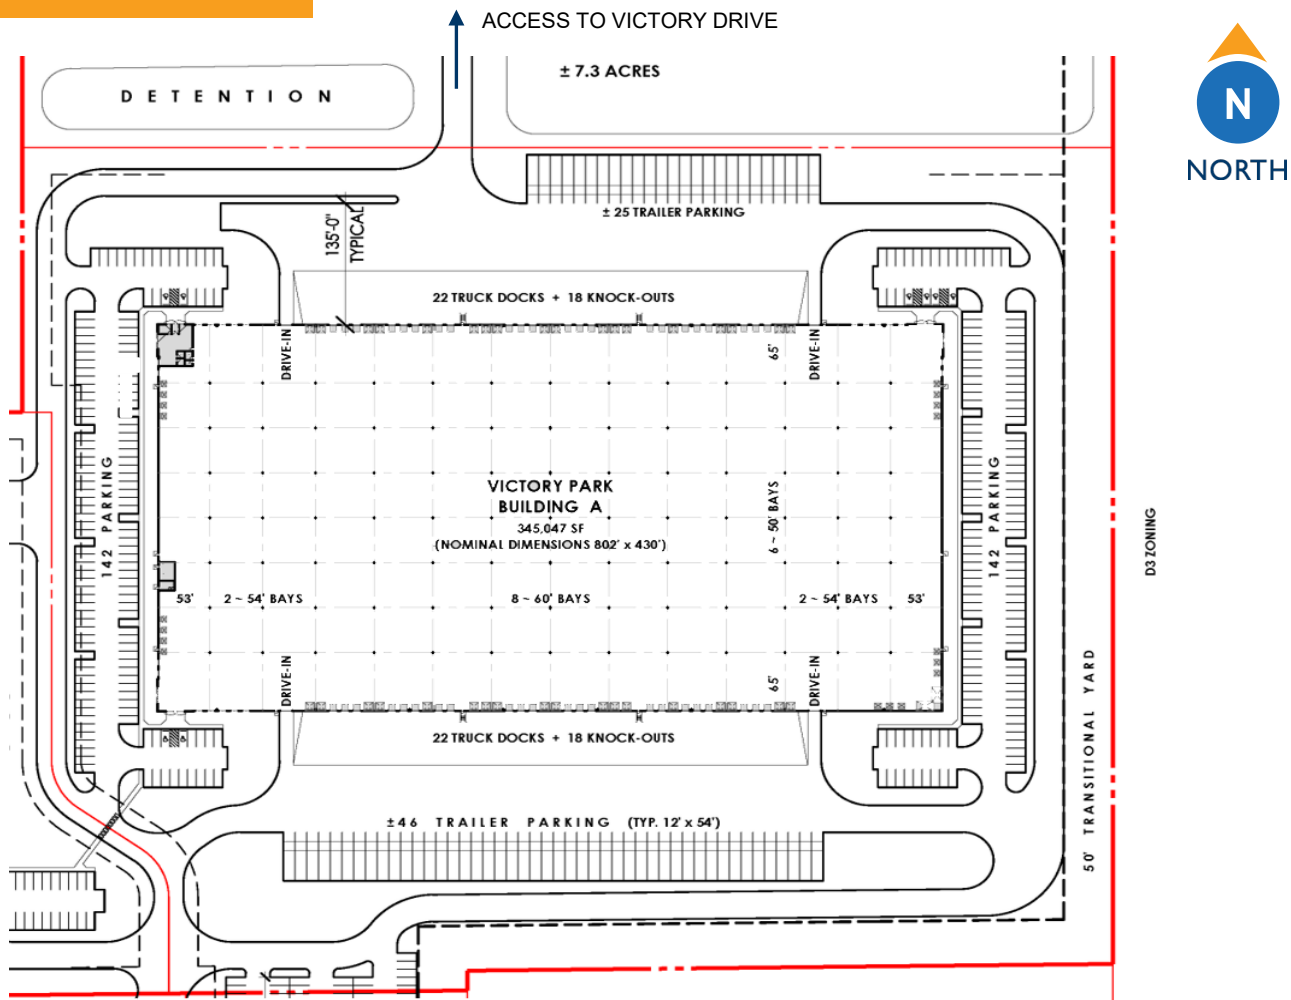 ACCESS TO VICTORY DRIVE
± 7.3 ACRES
DETENTION
N
NORTH
± 25 TRAILER PARKING
135'-0"
TYPICAL
22 TRUCK DOCKS + 18 KNOCK-OUTS
DRIVE-IN
65'
DRIVE-IN
142 PARKING
VICTORY PARK
BUILDING A
345,047 SF
(NOMINAL DIMENSIONS 802' x 430')
6 ~ 50' BAYS
142 PARKING
D3 ZONING
53'
2 ~ 54' BAYS
8 ~ 60' BAYS
2 ~ 54' BAYS
53'
DRIVE-IN
65'
DRIVE-IN
22 TRUCK DOCKS + 18 KNOCK-OUTS
50' TRANSITIONAL YARD
±46 TRAILER PARKING (TYP. 12' x 54')